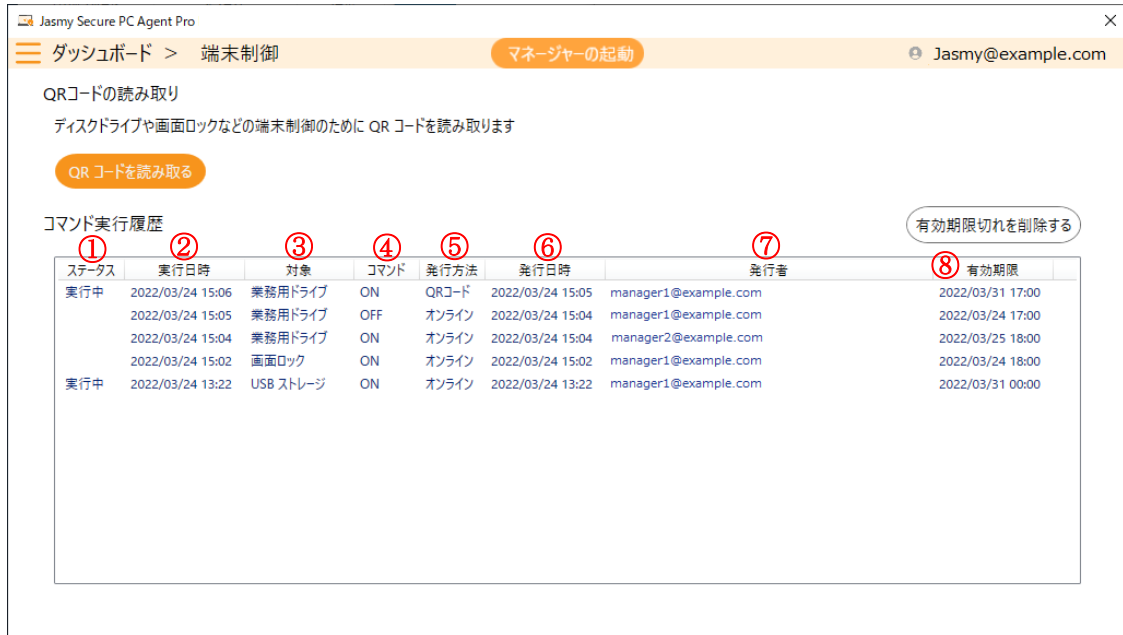 Jasmy Secure PC Agent Pro
ダッシュボード > 端末制御 マネージャーの起動 Jasmy@example.com
QRコードの読み取り
ディスクドライブや画面ロックなどの端末制御のために QR コードを読み取ります
QR コードを読み取る
コマンド実行履歴 有効期限切れを削除する
① ② ③ ④ ⑤ ⑥ ⑦ ⑧
ステータス 実行日時 対象 コマンド 発行方法 発行日時 発行者 有効期限
実行中 2022/03/24 15:06 業務用ドライブ ON QRコード 2022/03/24 15:05 manager1@example.com 2022/03/31 17:00
2022/03/24 15:05 業務用ドライブ OFF オンライン 2022/03/24 15:04 manager1@example.com 2022/03/24 17:00
2022/03/24 15:04 業務用ドライブ ON オンライン 2022/03/24 15:04 manager2@example.com 2022/03/25 18:00
2022/03/24 15:02 画面ロック ON オンライン 2022/03/24 15:02 manager1@example.com 2022/03/24 18:00
実行中 2022/03/24 13:22 USB ストレージ ON オンライン 2022/03/24 13:22 manager1@example.com 2022/03/31 00:00